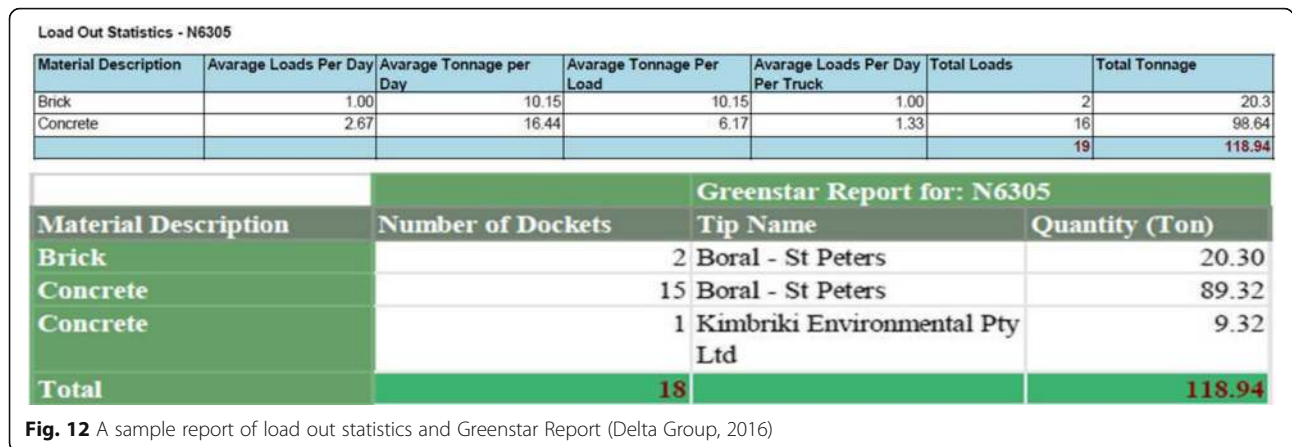 Load Out Statistics - N6305
Material Description Avarage Loads Per Day Avarage Tonnage per Day Avarage Tonnage Per Load Avarage Loads Per Day Per Truck Total Loads Total Tonnage
Brick 1.00 10.15 10.15 1.00 2 20.3
Concrete 2.67 16.44 6.17 1.33 16 98.64
19 118.94
Greenstar Report for: N6305
Material Description Number of Dockets Tip Name Quantity (Ton)
Brick 2 Boral - St Peters 20.30
Concrete 15 Boral - St Peters 89.32
Concrete 1 Kimbriki Environmental Pty Ltd 9.32
Total 18 118.94
Fig. 12 A sample report of load out statistics and Greenstar Report (Delta Group, 2016)